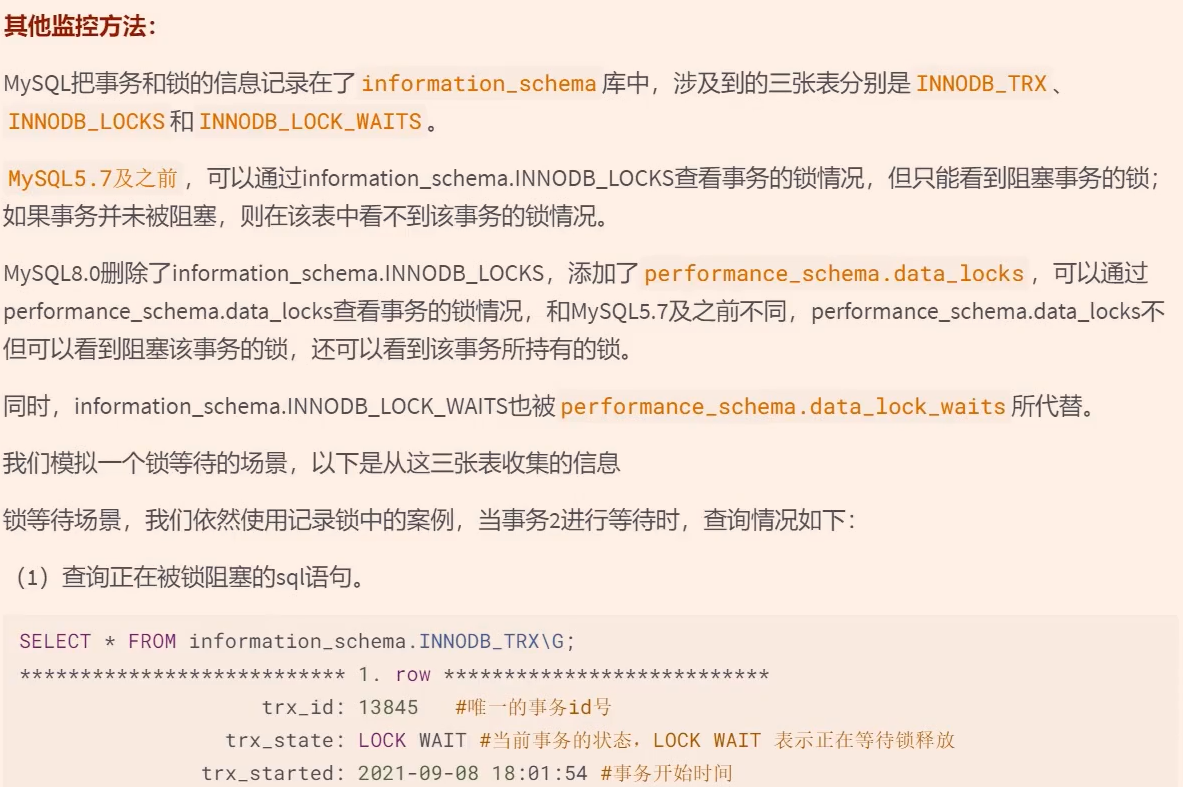 其他监控方法：
MySQL把事务和锁的信息记录在了 information_schema 库中，涉及到的三张表分别是 INNODB_TRX 、
INNODB_LOCKS 和 INNODB_LOCK_WAITS 。
MySQL5.7及之前 ，可以通过information_schema.INNODB_LOCKS查看事务的锁情况，但只能看到阻塞事务的锁；
如果事务并未被阻塞，则在该表中看不到该事务的锁情况。
MySQL8.0删除了information_schema.INNODB_LOCKS，添加了 performance_schema.data_locks ，可以通过
performance_schema.data_locks查看事务的锁情况，和MySQL5.7及之前不同，performance_schema.data_locks不
但可以看到阻塞该事务的锁，还可以看到该事务所持有的锁。
同时，information_schema.INNODB_LOCK_WAITS也被 performance_schema.data_lock_waits 所代替。
我们模拟一个锁等待的场景，以下是从这三张表收集的信息
锁等待场景，我们依然使用记录锁中的案例，当事务2进行等待时，查询情况如下：
（1）查询正在被锁阻塞的sql语句。
SELECT * FROM information_schema.INNODB_TRX\G;
*************************** 1. row ***************************
trx_id: 13845 #唯一的事务id号
trx_state: LOCK WAIT #当前事务的状态，LOCK WAIT 表示正在等待锁释放
trx_started: 2021-09-08 18:01:54 #事务开始时间